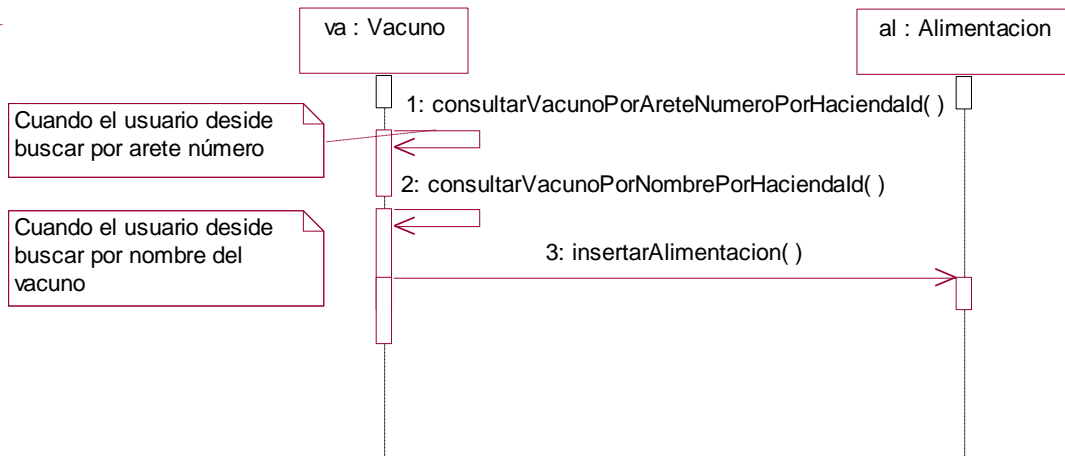 va : Vacuno
al : Alimentacion
1: consultarVacunoPorAreteNumeroPorHaciendaId( )
Cuando el usuario deside
buscar por arete número
2: consultarVacunoPorNombrePorHaciendaId( )
Cuando el usuario deside
buscar por nombre del
vacuno
3: insertarAlimentacion( )